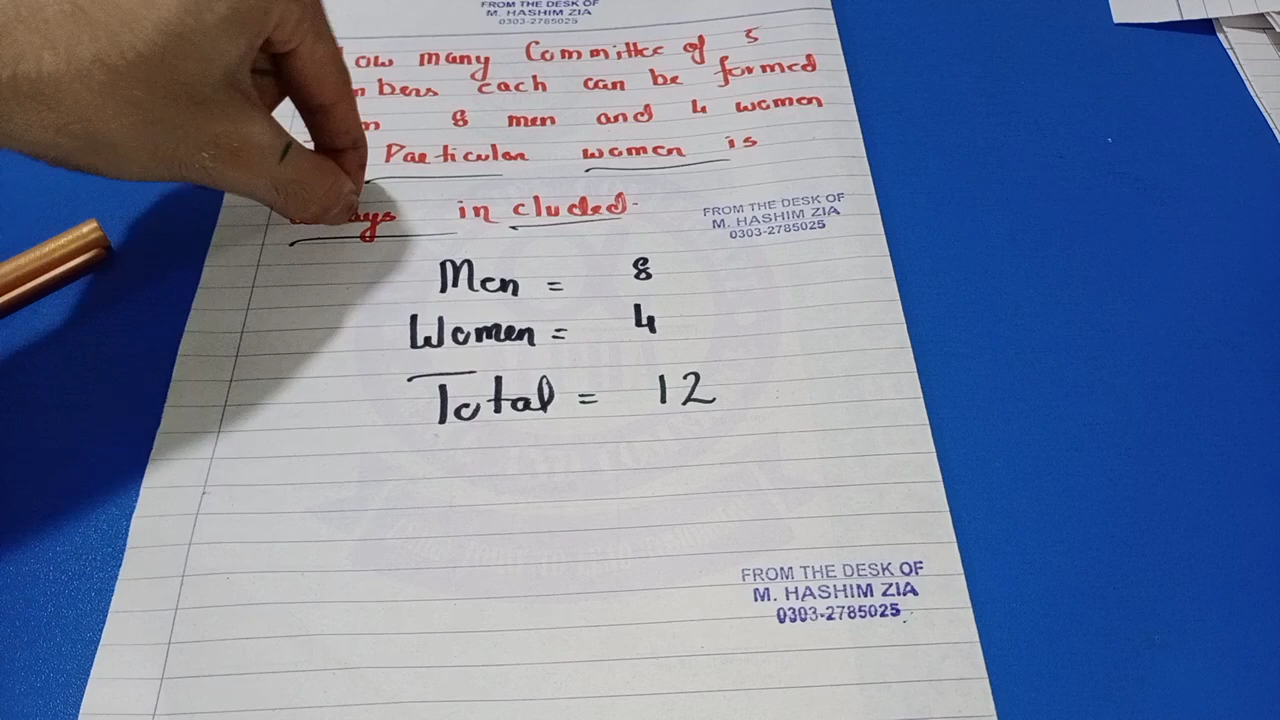 FROM THE DESK OF
M. HASHIM ZIA
0303-2785025
ow many Committee of 5
mbers each can be formed
8 men and 4 women
Particular women is
ays in cluded.
FROM THE DESK OF
M. HASHIM ZIA
0303-2785025
Men = 8
Women = 4
Total = 12
FROM THE DESK OF
M. HASHIM ZIA
0303-2785025